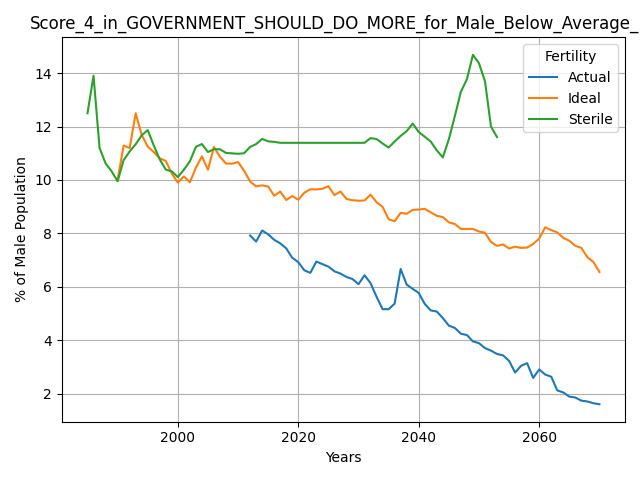 Score_4_in_GOVERNMENT_SHOULD_DO_MORE_for_Male_Below_Average_
Fertility
Actual
Ideal
Sterile
14
12
10
8
6
4
2
% of Male Population
2000
2020
2040
2060
Years